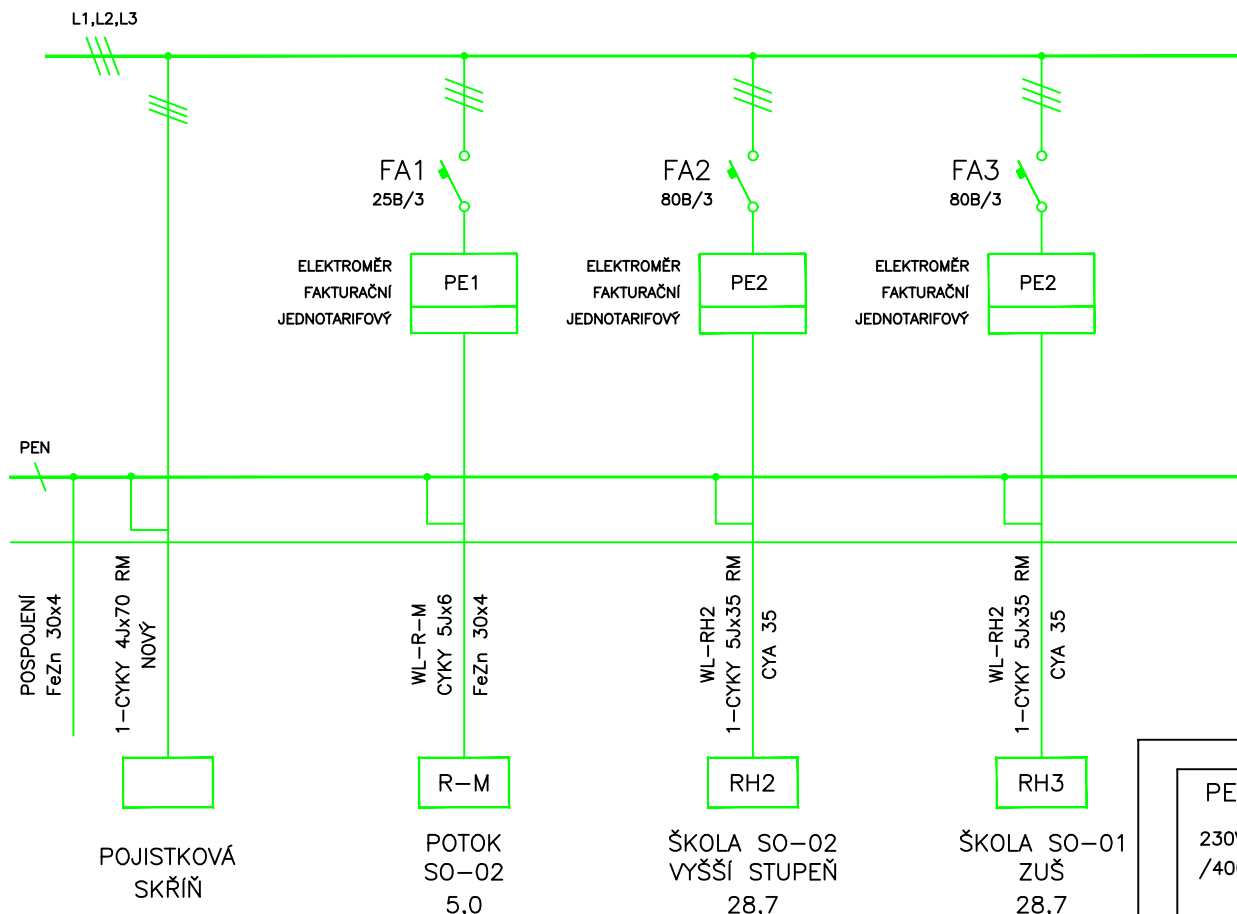 L1,L2,L3
FA1
25B/3
FA2
80B/3
FA3
80B/3
ELEKTROMĚR
FAKTURAČNÍ
JEDNOTARIFOVÝ
PE1
ELEKTROMĚR
FAKTURAČNÍ
JEDNOTARIFOVÝ
PE2
ELEKTROMĚR
FAKTURAČNÍ
JEDNOTARIFOVÝ
PE2
PEN
POSPOJENÍ
FeZn 30x4
1-CYKY 4Jx70 RM
NOVÝ
WL-R-M
CYKY 5Jx6
FeZn 30x4
WL-RH2
1-CYKY 5Jx35 RM
CYA 35
WL-RH2
1-CYKY 5Jx35 RM
CYA 35
POJISTKOVÁ
SKŘÍŇ
R-M
POTOK
SO-02
5,0
RH2
ŠKOLA SO-02
VYŠŠÍ STUPEŇ
28,7
RH3
ŠKOLA SO-01
ZUŠ
28,7
PE
230V